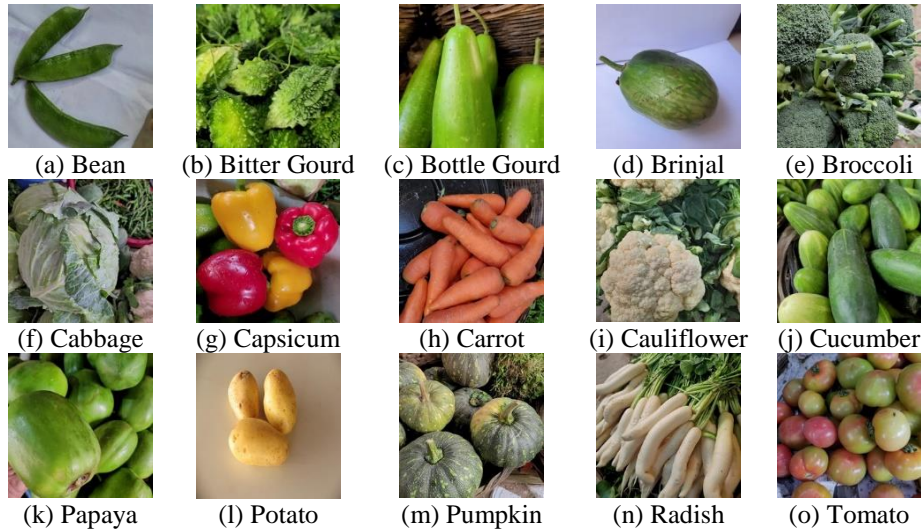 (a) Bean (b) Bitter Gourd (c) Bottle Gourd (d) Brinjal (e) Broccoli
(f) Cabbage (g) Capsicum (h) Carrot (i) Cauliflower (j) Cucumber
(k) Papaya (l) Potato (m) Pumpkin (n) Radish (o) Tomato